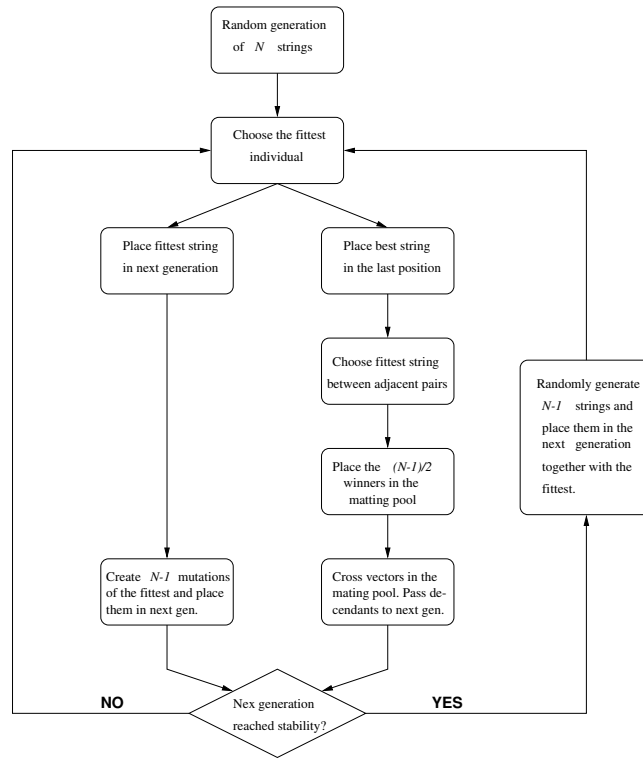 Random generation
of N strings
Choose the fittest
individual
Place fittest string
in next generation
Place best string
in the last position
Choose fittest string
between adjacent pairs
Randomly generate
N-1 strings and
place them in the
next generation
together with the
fittest.
Place the (N-1)/2
winners in the
matting pool
Create N-1 mutations
of the fittest and place
them in next gen.
Cross vectors in the
mating pool. Pass de-
cendants to next gen.
NO
Nex generation
reached stability?
YES